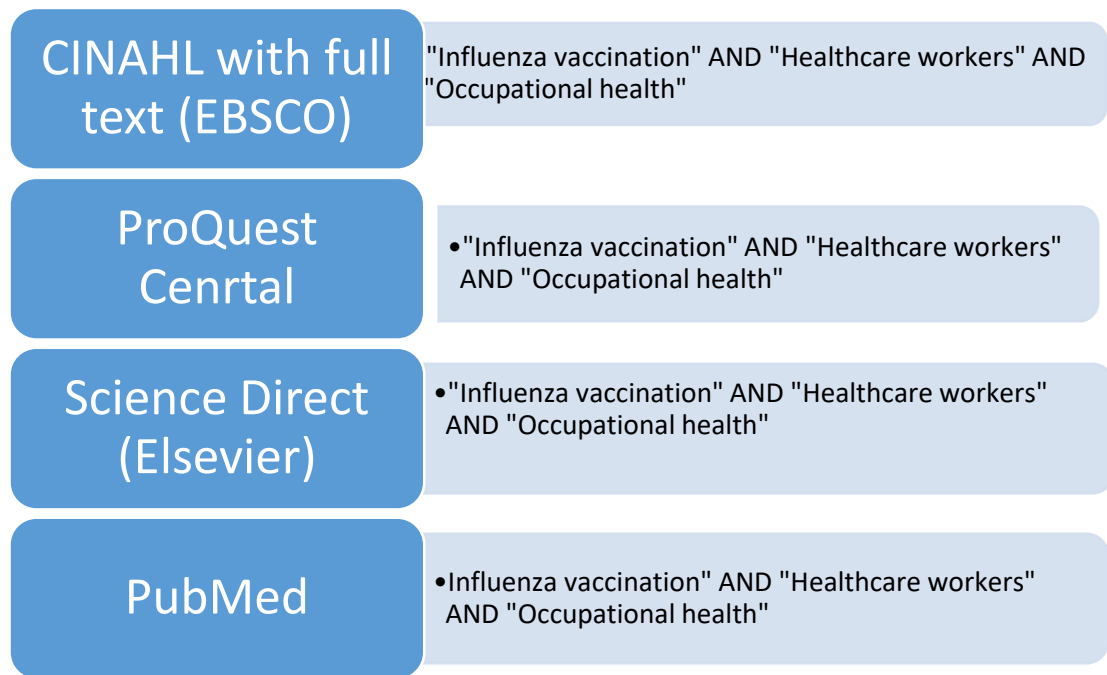 CINAHL with full
text (EBSCO)
"Influenza vaccination" AND "Healthcare workers" AND
"Occupational health"
ProQuest
Cenrtal
•"Influenza vaccination" AND "Healthcare workers"
AND "Occupational health"
Science Direct
(Elsevier)
•"Influenza vaccination" AND "Healthcare workers"
AND "Occupational health"
PubMed
•Influenza vaccination" AND "Healthcare workers"
AND "Occupational health"